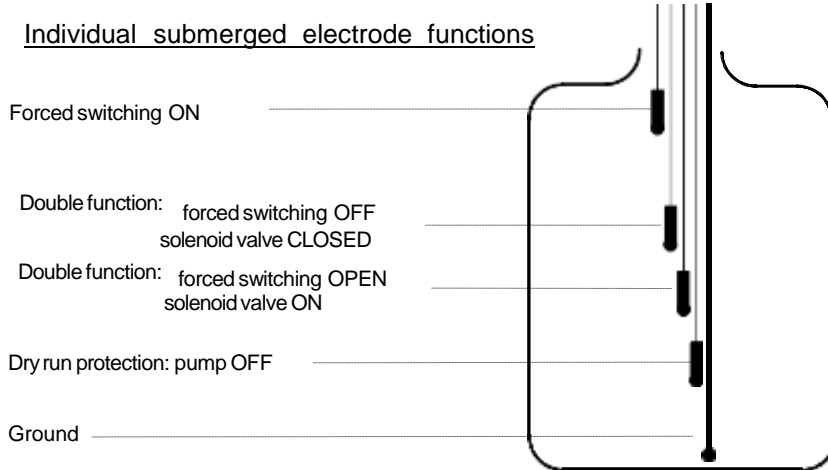 Individual submerged electrode functions
Forced switching ON
Double function: forced switching OFF
solenoid valve CLOSED
Double function: forced switching OPEN
solenoid valve ON
Dry run protection: pump OFF
Ground